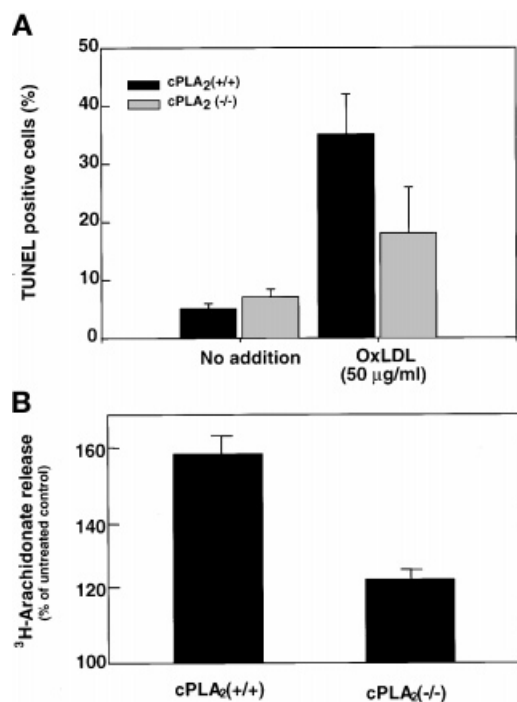 A
TUNEL positive cells (%)
50
40
30
20
10
0
cPLA₂(+/+)
cPLA₂ (-/-)
No addition
OxLDL
(50 µg/ml)
B
³H-Arachidonate release
(% of untreated control)
160
140
120
100
cPLA₂(+/+)
cPLA₂(-/-)